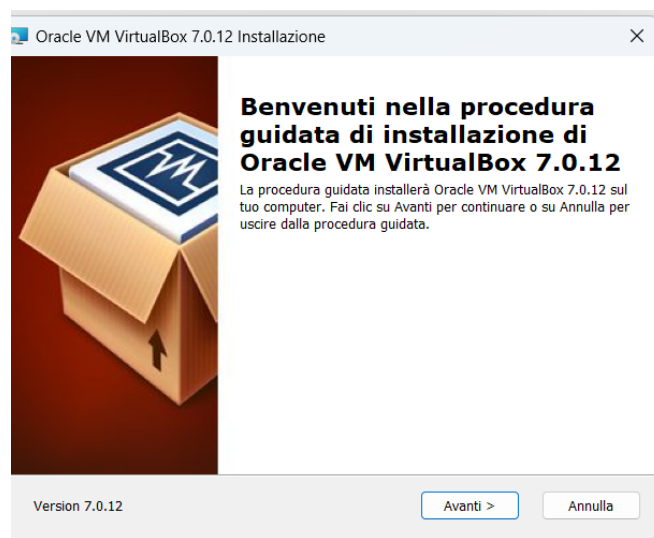 Oracle VM VirtualBox 7.0.12 Installazione
Benvenuti nella procedura
guidata di installazione di
Oracle VM VirtualBox 7.0.12
La procedura guidata installerà Oracle VM VirtualBox 7.0.12 sul
tuo computer. Fai clic su Avanti per continuare o su Annulla per
uscire dalla procedura guidata.
Version 7.0.12
Avanti >
Annulla